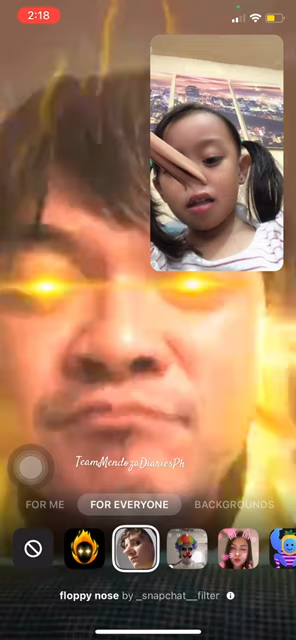 2:18
TeamMendozaDiariesPh
FOR ME FOR EVERYONE BACKGROUNDS
floppy nose by _snapchat__filter